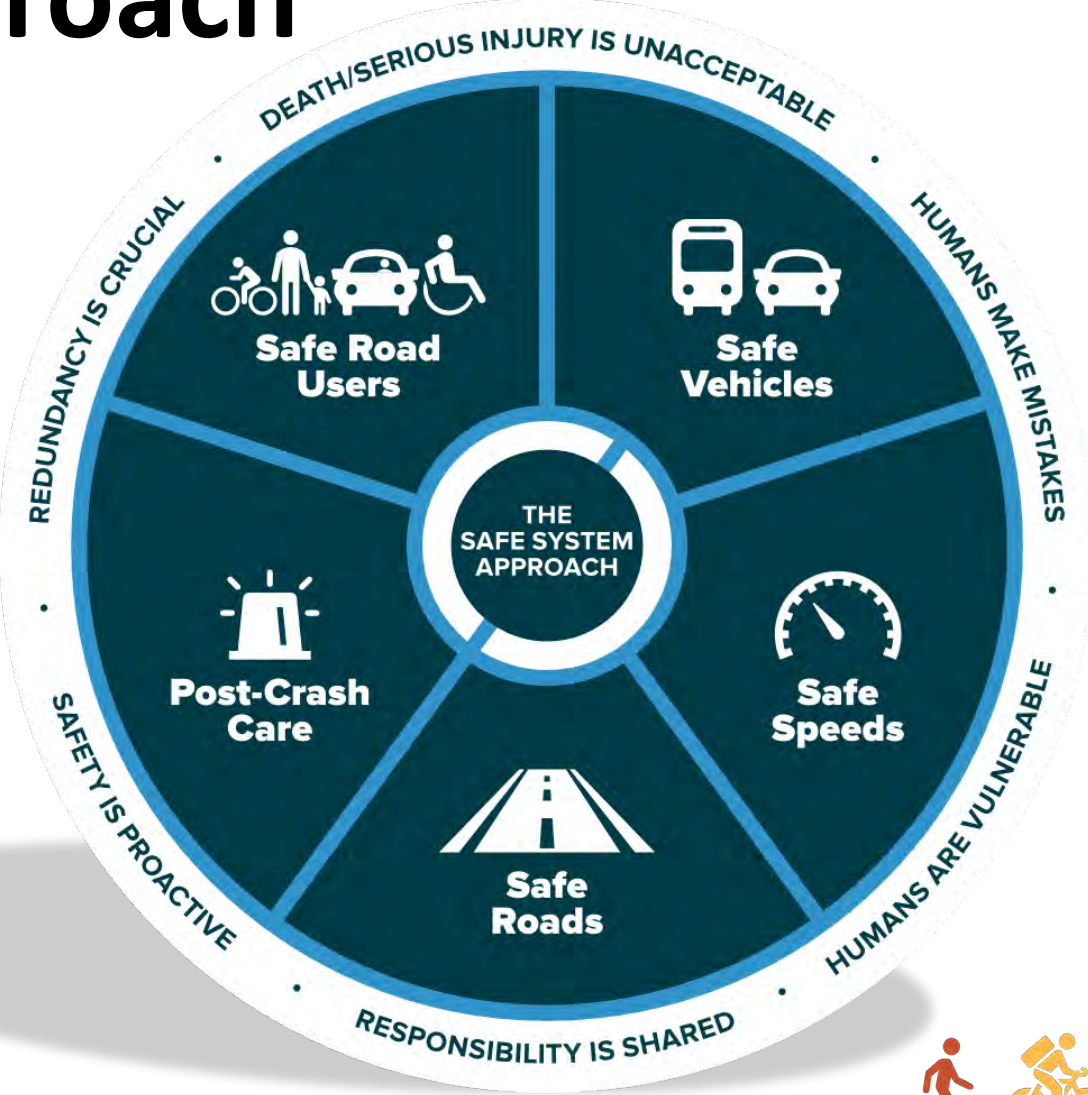 roach
DEATH/SERIOUS INJURY IS UNACCEPTABLE
HUMANS MAKE MISTAKES
HUMANS ARE VULNERABLE
RESPONSIBILITY IS SHARED
SAFETY IS PROACTIVE
REDUNDANCY IS CRUCIAL
Safe Road
Users
Safe
Vehicles
THE
SAFE SYSTEM
APPROACH
Post-Crash
Care
Safe
Speeds
Safe
Roads